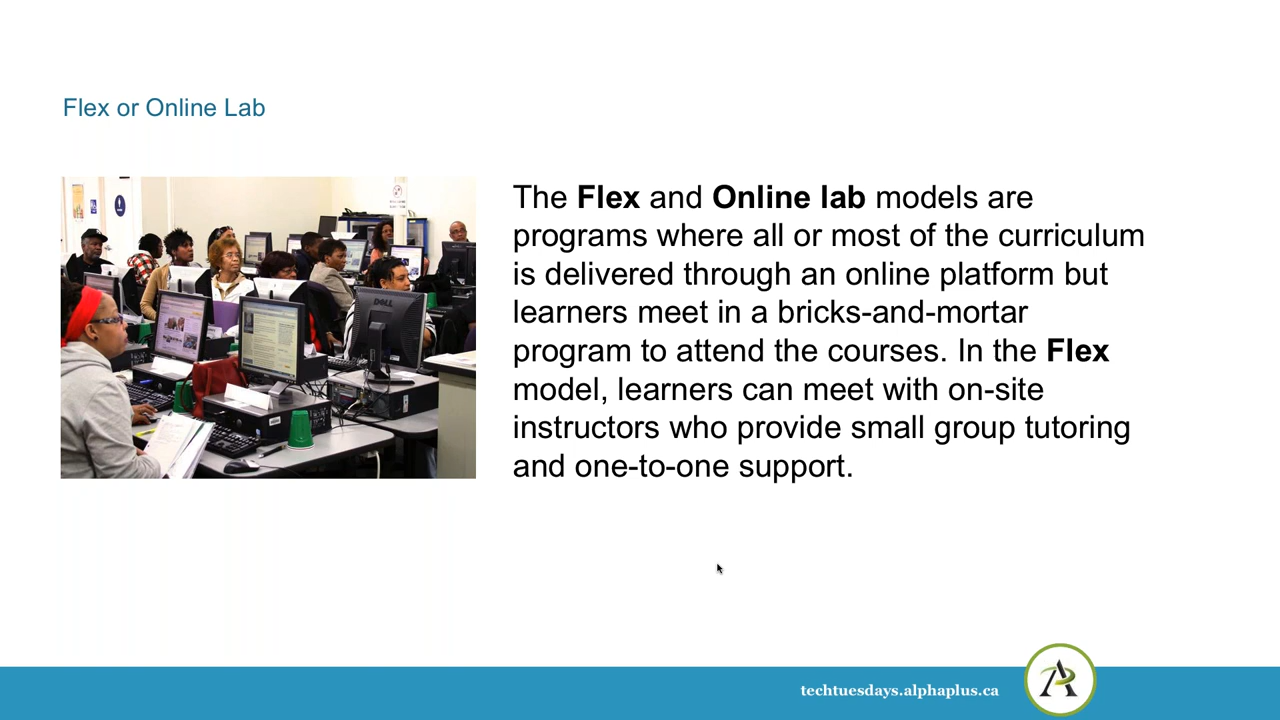 Flex or Online Lab
The Flex and Online lab models are
programs where all or most of the curriculum
is delivered through an online platform but
learners meet in a bricks-and-mortar
program to attend the courses. In the Flex
model, learners can meet with on-site
instructors who provide small group tutoring
and one-to-one support.
DELL
techtuesdays.alphaplus.ca